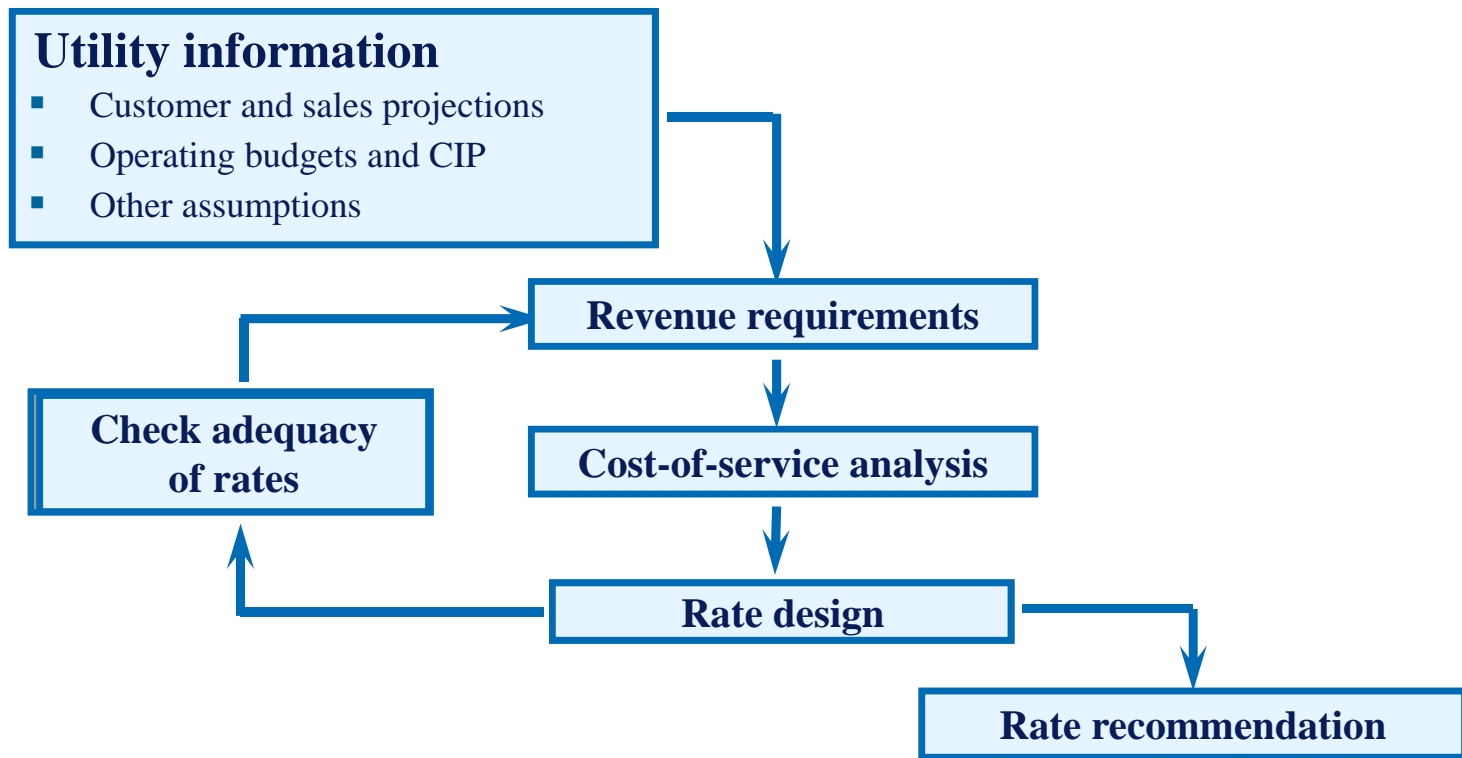 Utility information
▪ Customer and sales projections
▪ Operating budgets and CIP
▪ Other assumptions
Revenue requirements
Check adequacy
of rates
Cost-of-service analysis
Rate design
Rate recommendation